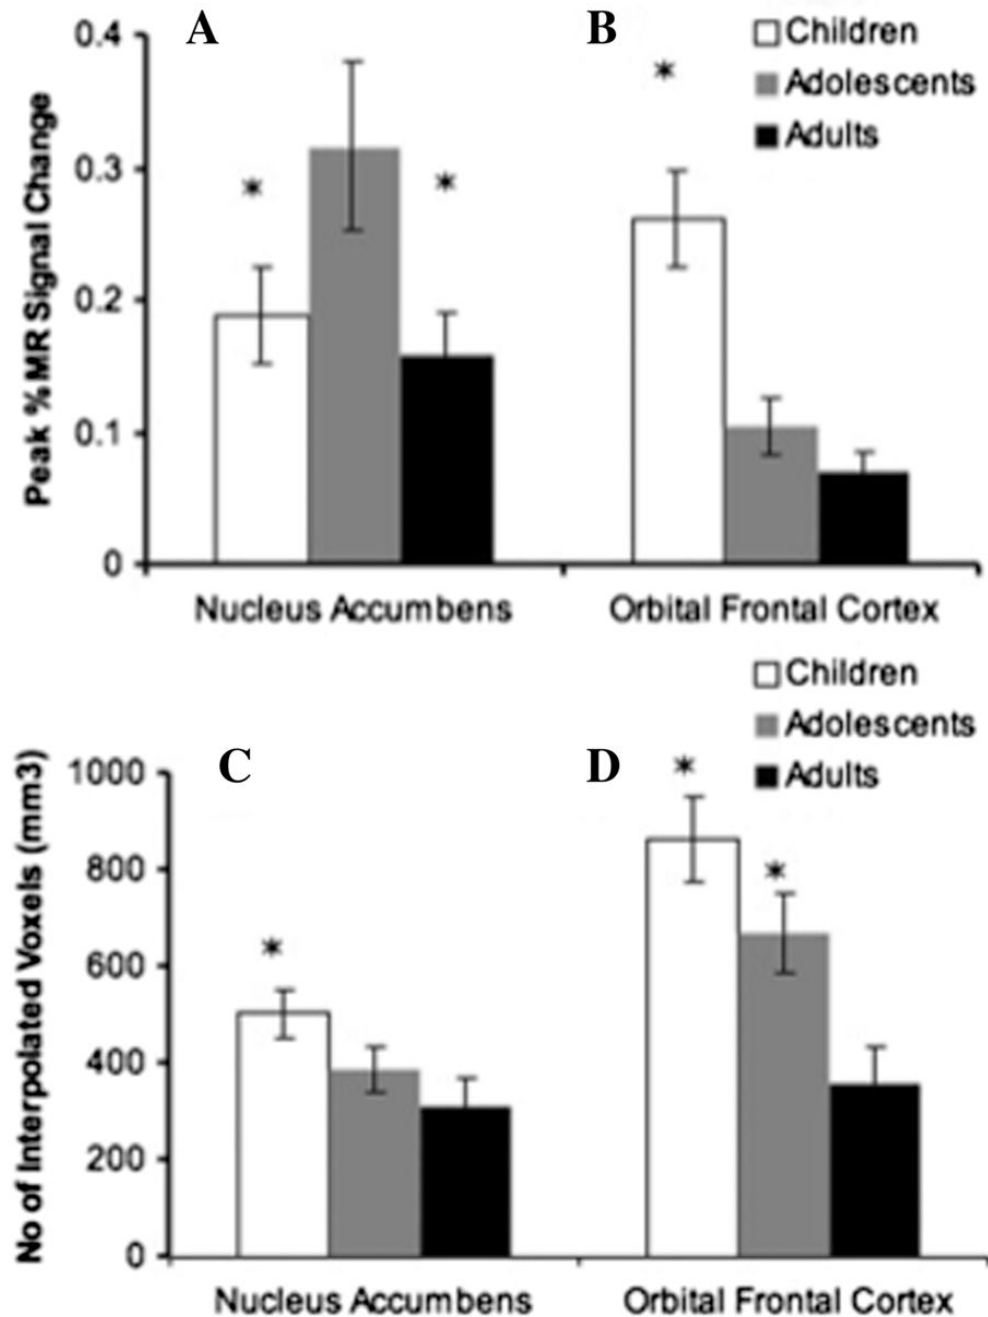 A
B
Children
Adolescents
Adults
*
*
*
0.4
0.3
0.2
0.1
0
Peak % MR Signal Change
Nucleus Accumbens
Orbital Frontal Cortex
Children
Adolescents
Adults
C
D
*
*
*
1000
800
600
400
200
0
No of Interpolated Voxels (mm3)
Nucleus Accumbens
Orbital Frontal Cortex